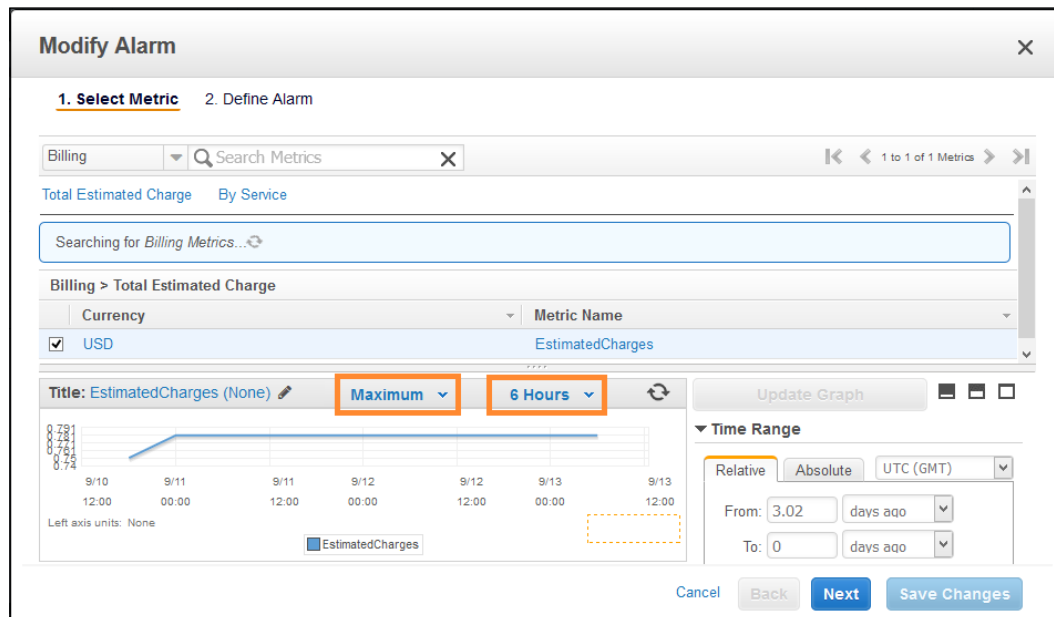 Modify Alarm
1. Select Metric 2. Define Alarm
Billing Search Metrics 1 to 1 of 1 Metrics
Total Estimated Charge By Service
Searching for Billing Metrics...
Billing > Total Estimated Charge
Currency Metric Name
USD EstimatedCharges
Title: EstimatedCharges (None) Maximum 6 Hours Update Graph
0.791
0.781
0.771
0.761
0.75
0.74
9/10 9/11 9/11 9/12 9/12 9/13 9/13
12:00 00:00 12:00 00:00 12:00 00:00 12:00
Left axis units: None
EstimatedCharges
Time Range
Relative Absolute UTC (GMT)
From: 3.02 days ago
To: 0 days ago
Cancel Back Next Save Changes